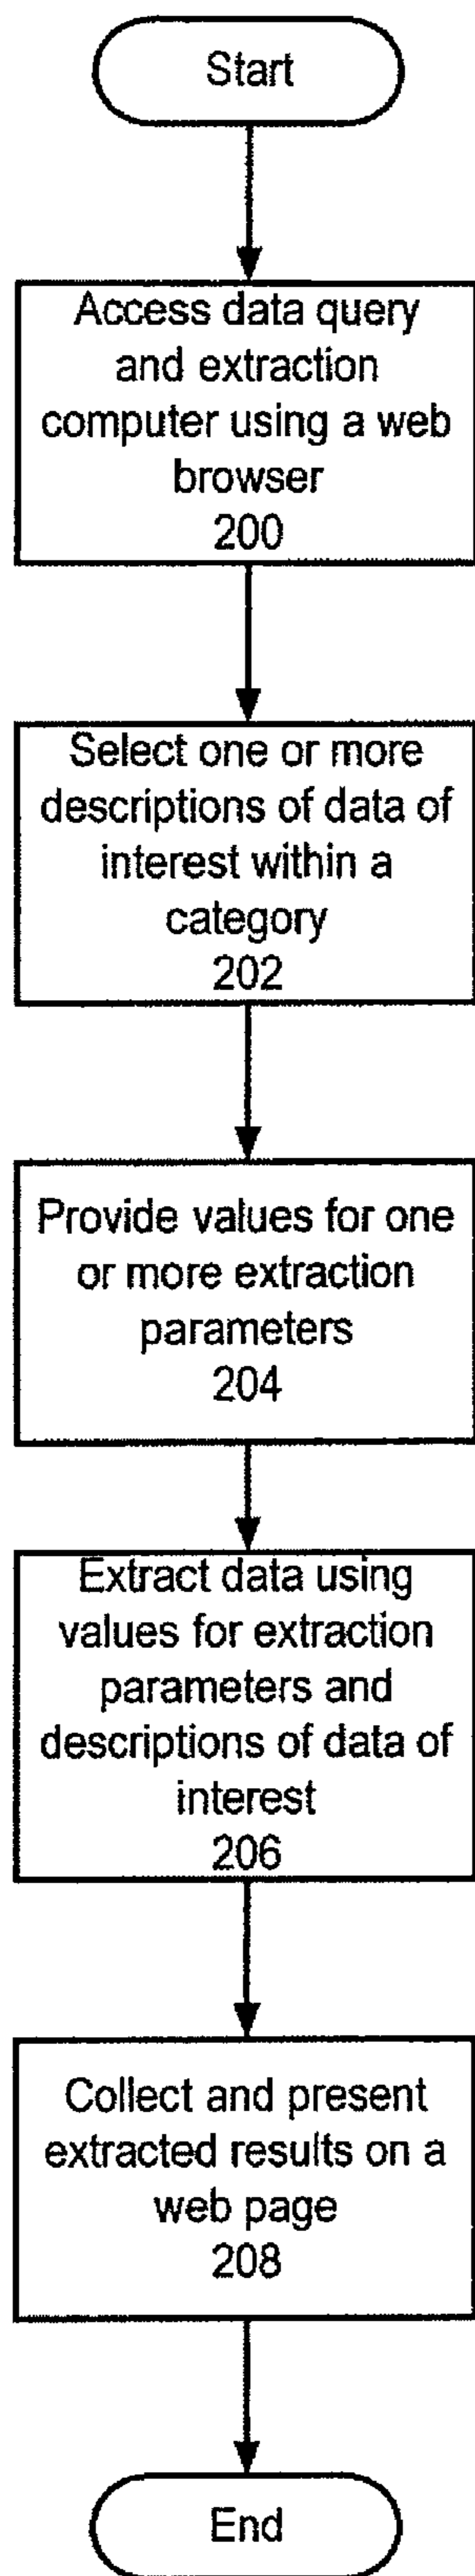 Start
Access data query
and extraction
computer using a web
browser
200
Select one or more
descriptions of data of
interest within a
category
202
Provide values for one
or more extraction
parameters
204
Extract data using
values for extraction
parameters and
descriptions of data of
interest
206
Collect and present
extracted results on a
web page
208
End